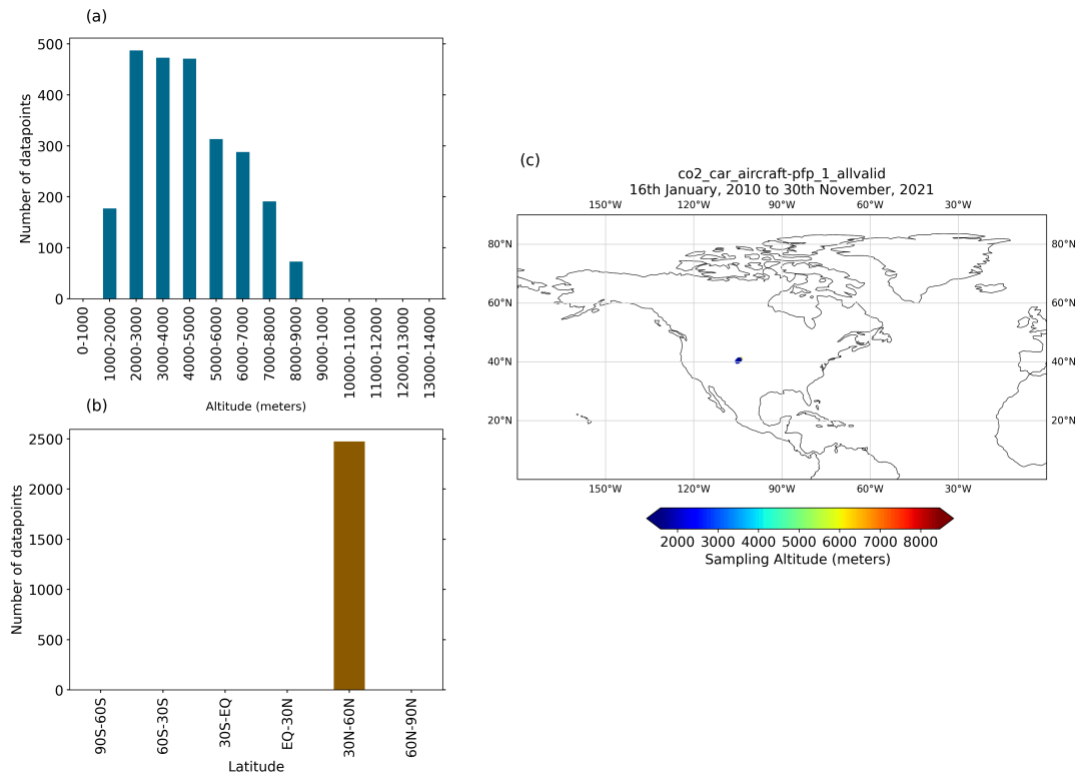 (a)
500
400
300
200
100
0
Number of datapoints
0-1000
1000-2000
2000-3000
3000-4000
4000-5000
5000-6000
6000-7000
7000-8000
8000-9000
9000-1000
10000-11000
11000-12000
12000,13000
13000-14000
Altitude (meters)
(b)
2500
2000
1500
1000
500
0
Number of datapoints
90S-60S
60S-30S
30S-EQ
EQ-30N
30N-60N
60N-90N
Latitude
(c)
co2_car_aircraft-pfp_1_allvalid
16th January, 2010 to 30th November, 2021
150°W 120°W 90°W 60°W 30°W
80°N 80°N
60°N 60°N
40°N 40°N
20°N 20°N
150°W 120°W 90°W 60°W 30°W
2000 3000 4000 5000 6000 7000 8000
Sampling Altitude (meters)